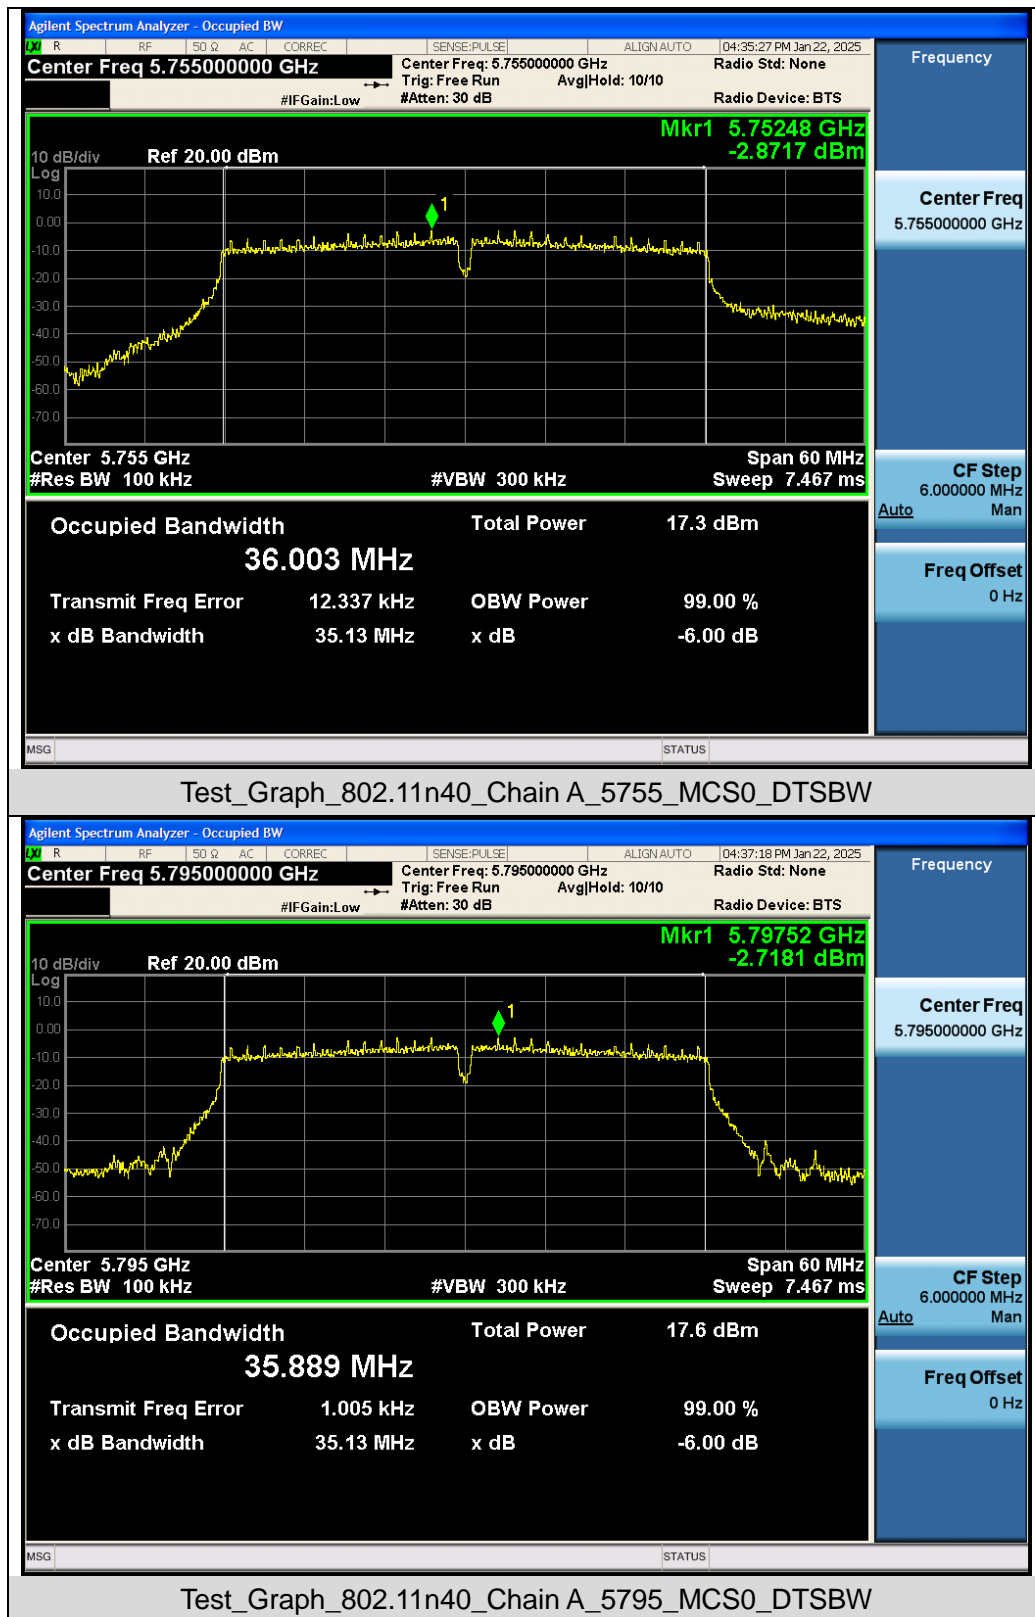 Agilent Spectrum Analyzer - Occupied BW
LXI R RF 50 Ω AC CORREC SENSE:PULSE ALIGN AUTO 04:35:27 PM Jan 22, 2025
Center Freq 5.755000000 GHz
Center Freq: 5.755000000 GHz
Radio Std: None
Trig: Free Run Avg|Hold: 10/10
#IFGain:Low
#Atten: 30 dB
Radio Device: BTS
Frequency
Mkr1 5.75248 GHz
-2.8717 dBm
10 dB/div Ref 20.00 dBm
Log
10.0
0.00
-10.0
-20.0
-30.0
-40.0
-50.0
-60.0
-70.0
1
Center 5.755 GHz Span 60 MHz
#Res BW 100 kHz #VBW 300 kHz Sweep 7.467 ms
Center Freq
5.755000000 GHz
CF Step
6.000000 MHz
Auto Man
Freq Offset
0 Hz
Occupied Bandwidth Total Power 17.3 dBm
36.003 MHz
Transmit Freq Error 12.337 kHz OBW Power 99.00 %
x dB Bandwidth 35.13 MHz x dB -6.00 dB
MSG STATUS
Test_Graph_802.11n40_Chain A_5755_MCS0_DTSBW
Agilent Spectrum Analyzer - Occupied BW
LXI R RF 50 Ω AC CORREC SENSE:PULSE ALIGN AUTO 04:37:18 PM Jan 22, 2025
Center Freq 5.795000000 GHz
Center Freq: 5.795000000 GHz
Radio Std: None
Trig: Free Run Avg|Hold: 10/10
#IFGain:Low
#Atten: 30 dB
Radio Device: BTS
Frequency
Mkr1 5.79752 GHz
-2.7181 dBm
10 dB/div Ref 20.00 dBm
Log
10.0
0.00
-10.0
-20.0
-30.0
-40.0
-50.0
-60.0
-70.0
1
Center 5.795 GHz Span 60 MHz
#Res BW 100 kHz #VBW 300 kHz Sweep 7.467 ms
Center Freq
5.795000000 GHz
CF Step
6.000000 MHz
Auto Man
Freq Offset
0 Hz
Occupied Bandwidth Total Power 17.6 dBm
35.889 MHz
Transmit Freq Error 1.005 kHz OBW Power 99.00 %
x dB Bandwidth 35.13 MHz x dB -6.00 dB
MSG STATUS
Test_Graph_802.11n40_Chain A_5795_MCS0_DTSBW